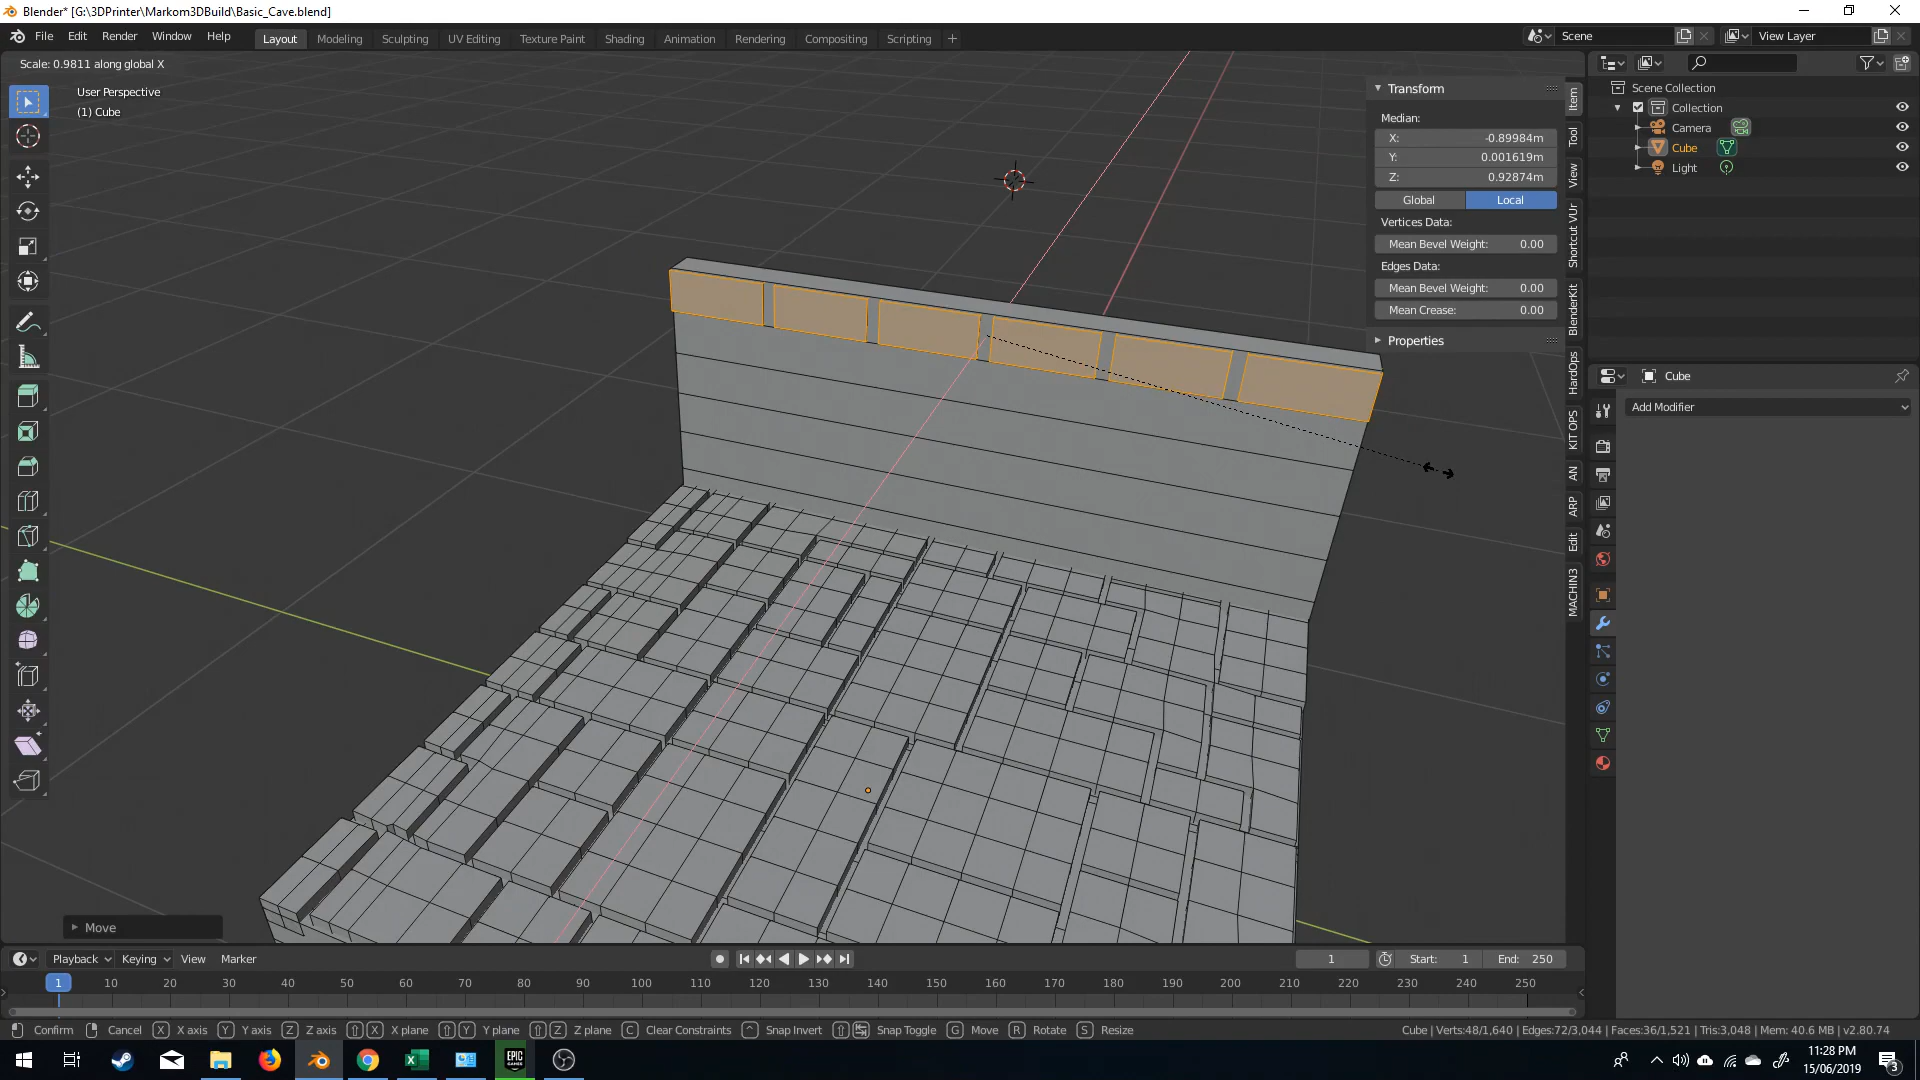 Blender* [G:\3DPrinter\Markom3DBuild\Basic_Cave.blend]
File Edit Render Window Help Layout Modeling Sculpting UV Editing Texture Paint Shading Animation Rendering Compositing Scripting + Scene View Layer
Scale: 0.9811 along global X
User Perspective
(1) Cube
Transform
Median:
X: -0.89984m
Y: 0.001619m
Z: 0.92874m
Global Local
Vertices Data:
Mean Bevel Weight: 0.00
Edges Data:
Mean Bevel Weight: 0.00
Mean Crease: 0.00
Properties
Item
Tool
View
Shortcut VUr
BlenderKit
HardOps
KIT OPS
AN
ARP
Edit
MACHIN3
Scene Collection
Collection
Camera
Cube
Light
Cube
Add Modifier
Move
Playback Keying View Marker 1 Start: 1 End: 250
1 10 20 30 40 50 60 70 80 90 100 110 120 130 140 150 160 170 180 190 200 210 220 230 240 250
Confirm Cancel X X axis Y Y axis Z Z axis X X plane Y Y plane Z Z plane C Clear Constraints ^ Snap Invert Snap Toggle G Move R Rotate S Resize Cube | Verts:48/1,640 | Edges:72/3,044 | Faces:36/1,521 | Tris:3,048 | Mem: 40.6 MB | v2.80.74
EPIC GAMES
11:28 PM
15/06/2019
3